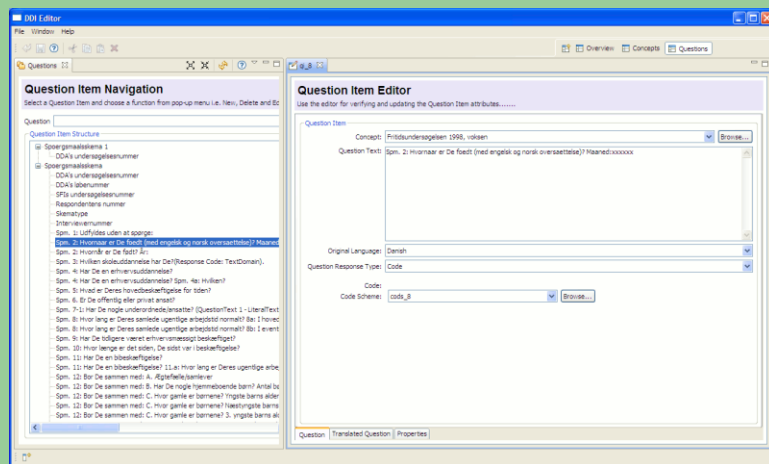 DDI Editor
File Window Help
Overview Concepts Questions
Questions
q_8
Question Item Navigation
Select a Question Item and choose a function from pop-up menu i.e. New, Delete and Ed
Question
Question Item Structure
Spoergsmaalsskema 1
DDA's undersøgelsesnummer
Spoergsmaalsskema
DDA's undersøgelsesnummer
DDA's løbenummer
SFIs undersøgelsesnummer
Respondentens nummer
Skematype
Interviewernummer
Spm. 1: Udfyldes uden at spørge:
Spm. 2: Hvornaar er De foedt (med engelsk og norsk oversaettelse)? Maaned
Spm. 2: Hvornår er De født? År:
Spm. 3: Hvilken skoleuddannelse har De?(Response Code: TextDomain).
Spm. 4: Har De en erhvervsuddannelse?
Spm. 4: Har De en erhvervsuddannelse? Spm. 4a: Hvilken?
Spm. 5: Hvad er Deres hovedbeskæftigelse for tiden?
Spm. 6. Er De offentlig eller privat ansat?
Spm. 7-1: Har De nogle underordnede/ansatte? (QuestionText 1 - LiteralText
Spm. 8: Hvor lang er Deres samlede ugentlige arbejdstid normalt? 8a: I hoved
Spm. 8: Hvor lang er Deres samlede ugentlige arbejdstid normalt? 8b: I event
Spm. 9: Har De tidligere været erhvervsmæssigt beskæftiget?
Spm. 10: Hvor længe er det siden, De sidst var i beskæftigelse?
Spm. 11: Har De en bibeskæftigelse?
Spm. 11: Har De en bibeskæftigelse? 11.a: Hvor lang er Deres ugentlige arbe
Spm. 12: Bor De sammen med: A. Ægtefælle/samlever
Spm. 12: Bor De sammen med: B. Har De nogle hjemmeboende børn? Antal bø
Spm. 12: Bor De sammen med: C. Hvor gamle er børnene? Yngste barns alder
Spm. 12: Bor De sammen med: C. Hvor gamle er børnene? Næstyngste barns
Spm. 12: Bor De sammen med: C. Hvor gamle er børnene? 3. yngste barns ald
Question Item Editor
Use the editor for verifying and updating the Question Item attributes.......
Question Item
Concept: Fritidsundersøgelsen 1998, voksen Browse...
Question Text: Spm. 2: Hvornaar er De foedt (med engelsk og norsk oversaettelse)? Maaned:xxxxxx
Original Language: Danish
Question Response Type: Code
Code:
Code Scheme: cods_8 Browse...
Question Translated Question Properties